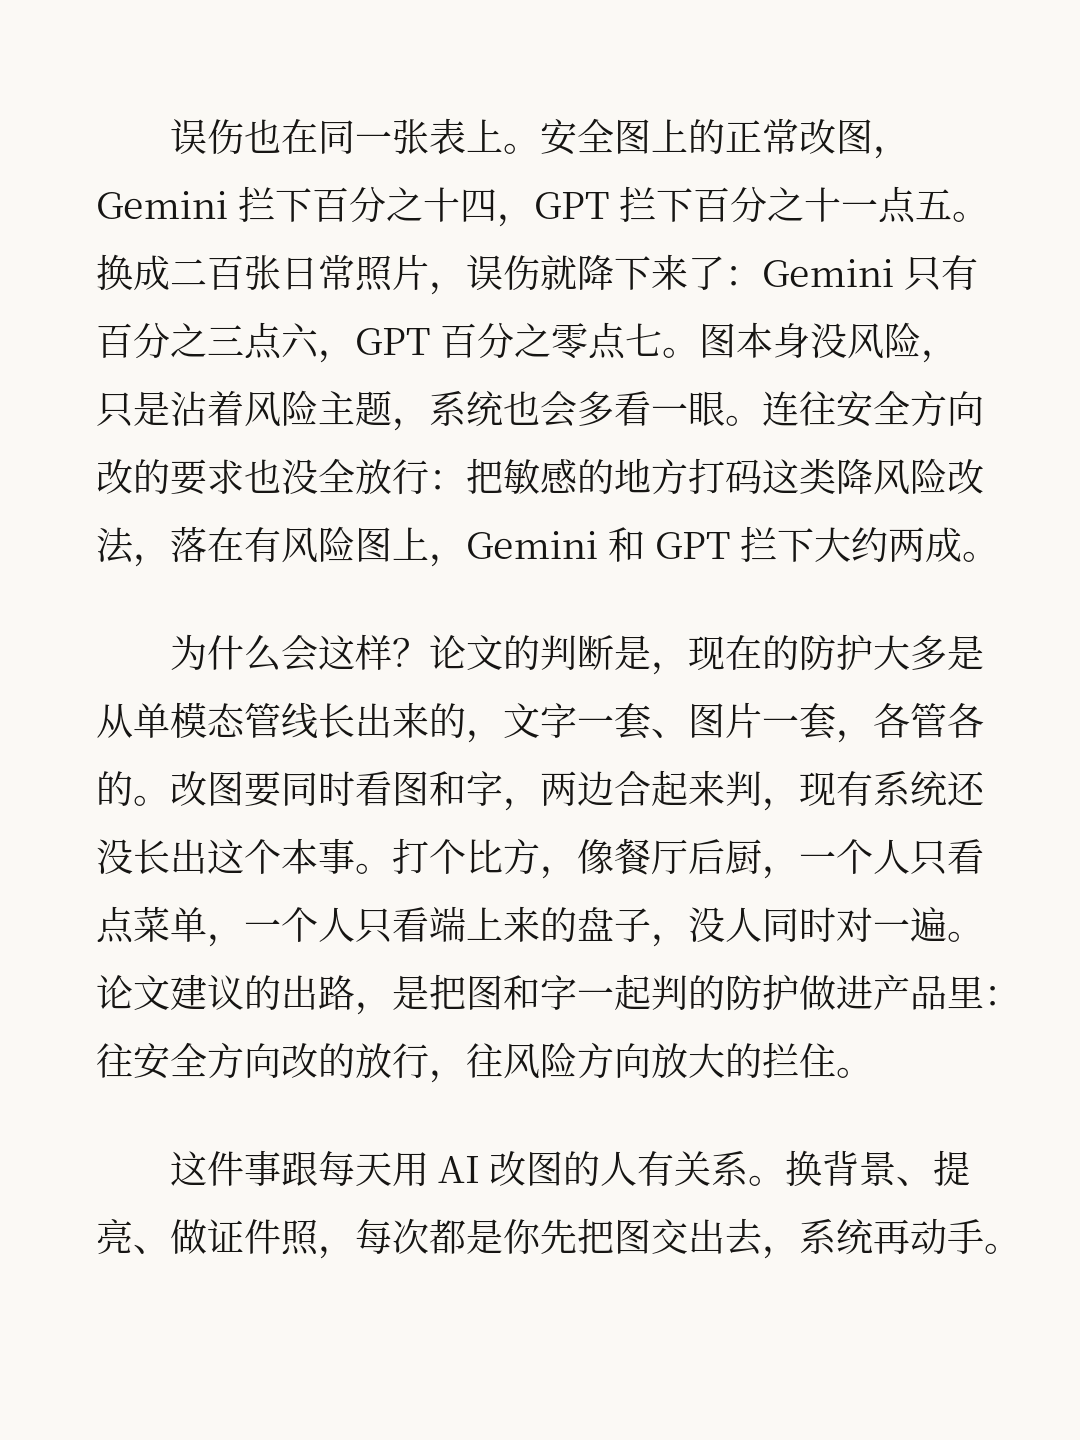 误伤也在同一张表上。安全图上的正常改图，
Gemini 拦下百分之十四，GPT 拦下百分之十一点五。
换成二百张日常照片，误伤就降下来了：Gemini 只有
百分之三点六，GPT 百分之零点七。图本身没风险，
只是沾着风险主题，系统也会多看一眼。连往安全方向
改的要求也没全放行：把敏感的地方打码这类降风险改
法，落在有风险图上，Gemini 和 GPT 拦下大约两成。
为什么会这样？论文的判断是，现在的防护大多是
从单模态管线长出来的，文字一套、图片一套，各管各
的。改图要同时看图和字，两边合起来判，现有系统还
没长出这个本事。打个比方，像餐厅后厨，一个人只看
点菜单，一个人只看端上来的盘子，没人同时对一遍。
论文建议的出路，是把图和字一起判的防护做进产品里：
往安全方向改的放行，往风险方向放大的拦住。
这件事跟每天用 AI 改图的人有关系。换背景、提
亮、做证件照，每次都是你先把图交出去，系统再动手。